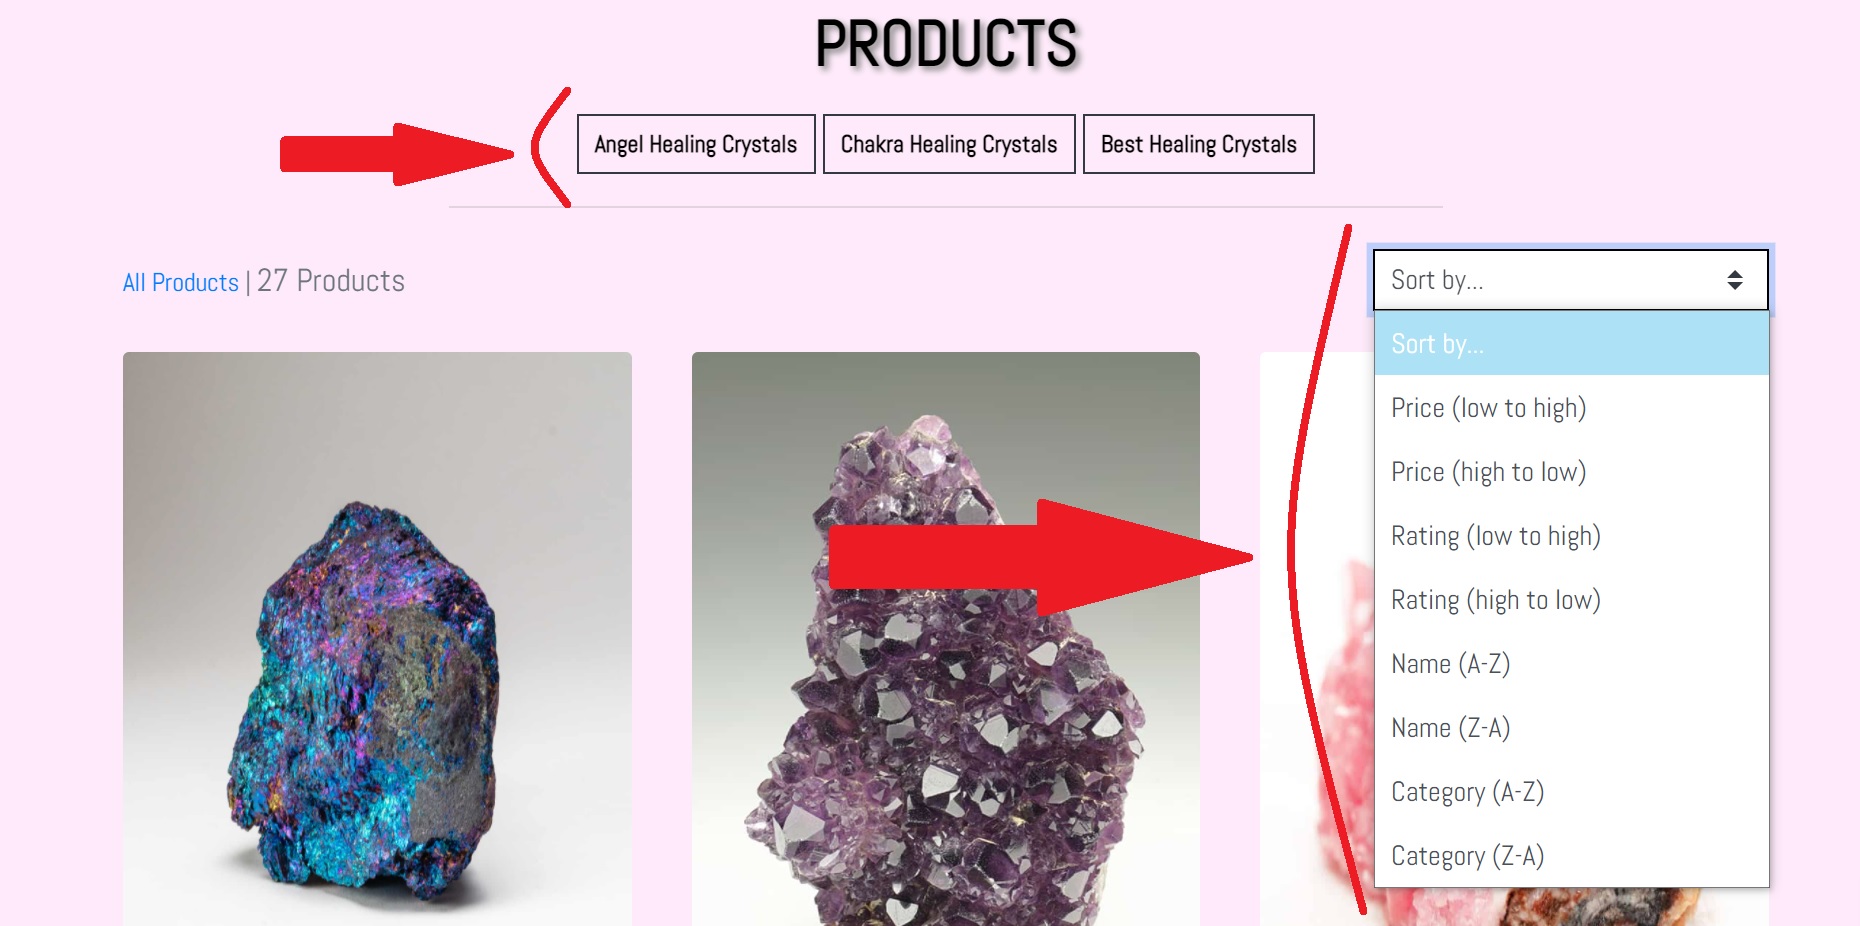 PRODUCTS
Angel Healing Crystals Chakra Healing Crystals Best Healing Crystals
All Products | 27 Products
Sort by...
Sort by...
Price (low to high)
Price (high to low)
Rating (low to high)
Rating (high to low)
Name (A-Z)
Name (Z-A)
Category (A-Z)
Category (Z-A)